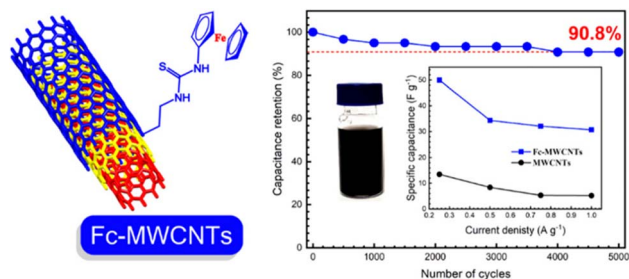 Fe
NH
S
NH
Fc-MWCNTs
90.8%
100
80
60
40
20
0
Capacitance retention (%)
0 1000 2000 3000 4000 5000
Number of cycles
60
50
40
30
20
10
0
Specific capacitance (F g⁻¹)
Fc-MWCNTs
MWCNTs
0.2 0.3 0.4 0.5 0.6 0.7 0.8 0.9 1.0
Current denisty (A g⁻¹)